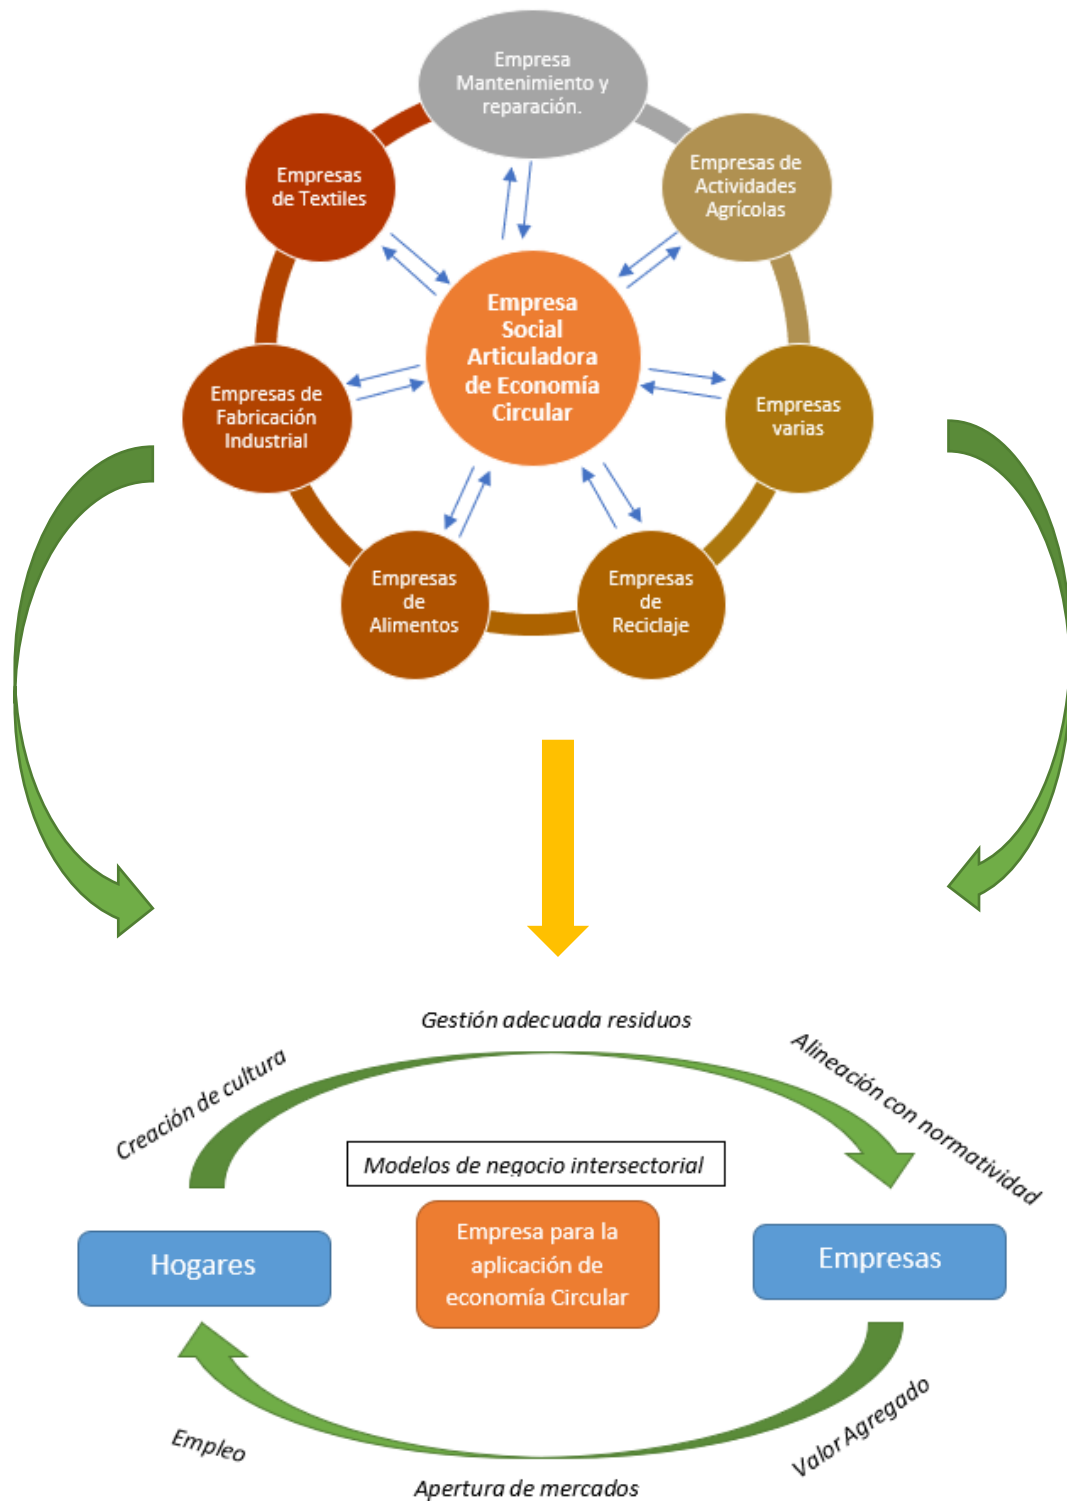 Empresa
Mantenimiento y
reparación.
Empresas
de Textiles
Empresas de
Actividades
Agrícolas
Empresa
Social
Articuladora
de Economía
Circular
Empresas de
Fabricación
Industrial
Empresas
varias
Empresas
de
Alimentos
Empresas
de
Reciclaje
Gestión adecuada residuos
Creación de cultura
Alineación con normatividad
Modelos de negocio intersectorial
Hogares
Empresa para la
aplicación de
economía Circular
Empresas
Empleo
Valor Agregado
Apertura de mercados